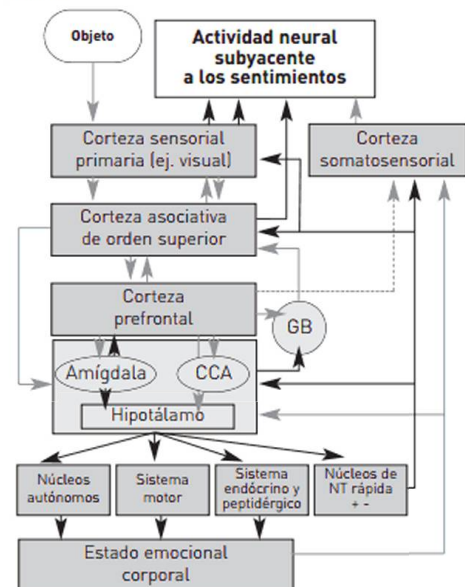 Objeto
Actividad neural
subyacente
a los sentimientos
Corteza sensorial
primaria (ej. visual)
Corteza
somatosensorial
Corteza asociativa
de orden superior
Corteza
prefrontal
GB
Amígdala
CCA
Hipotálamo
Núcleos
autónomos
Sistema
motor
Sistema
endócrino y
peptidérgico
Núcleos de
NT rápida
+ -
Estado emocional
corporal